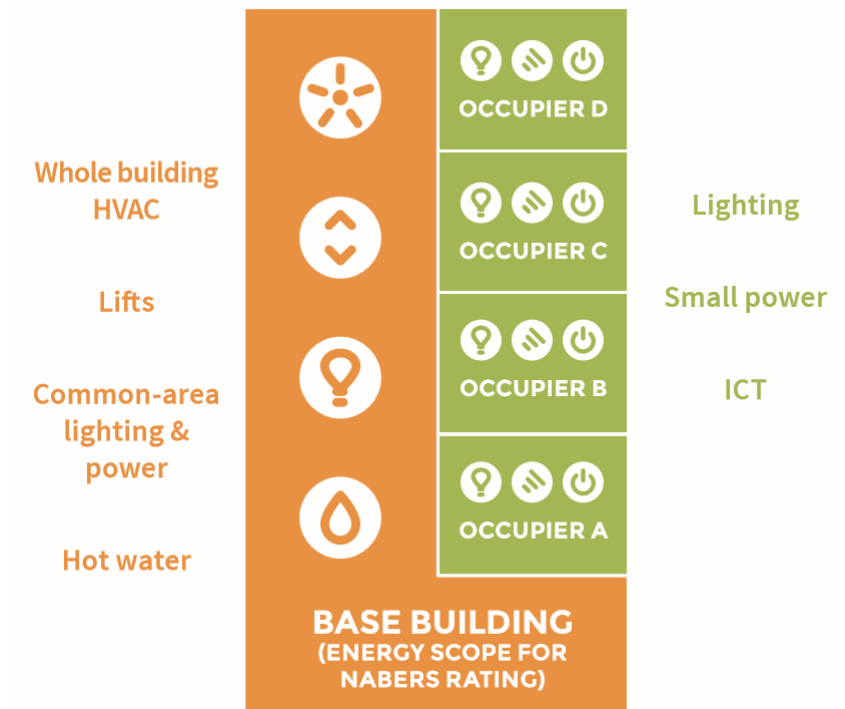 Whole building
HVAC
Lifts
Common-area
lighting &
power
Hot water
OCCUPIER D
OCCUPIER C
OCCUPIER B
OCCUPIER A
BASE BUILDING
(ENERGY SCOPE FOR
NABERS RATING)
Lighting
Small power
ICT